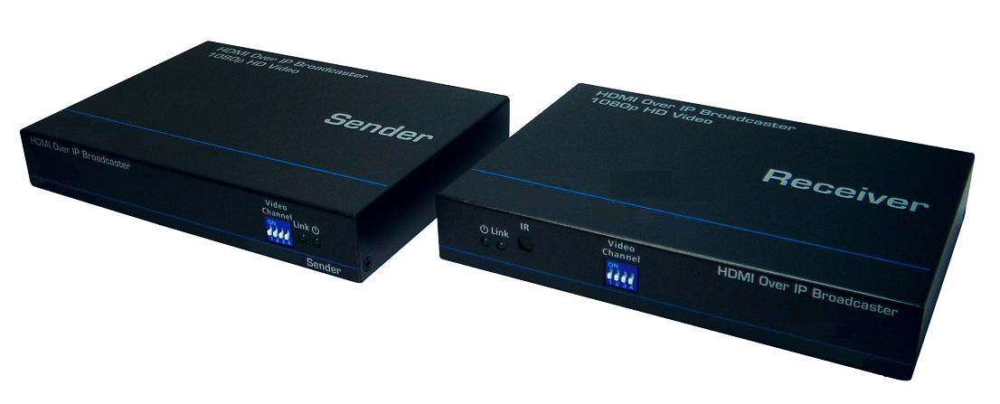 HDMI Over IP Broadcaster
1080p HD Video
Sender
HDMI Over IP Broadcaster
Video
Channel
ON
1 2 3 4
Link
Sender
HDMI Over IP Broadcaster
1080p HD Video
Receiver
Link
IR
Video
Channel
ON
1 2 3 4
HDMI Over IP Broadcaster